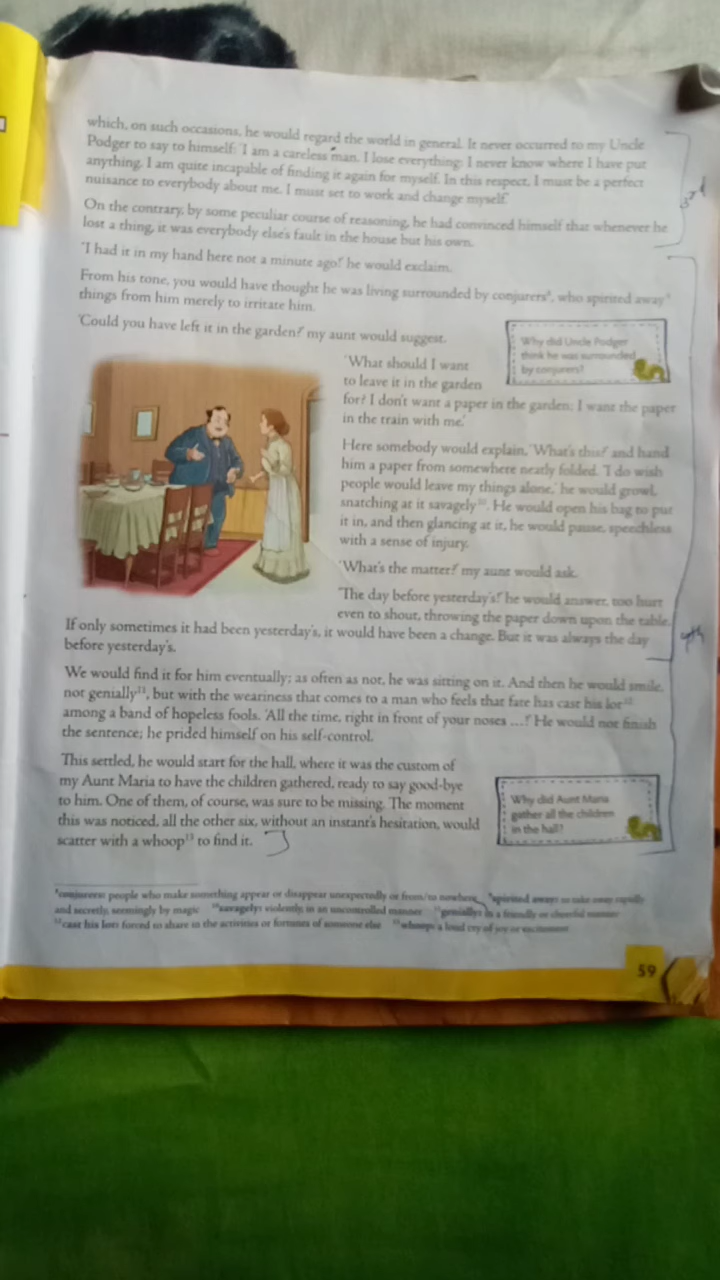 which, on such occasions, he would regard the world in general. It never occurred to my Uncle
Podger to say to himself: 'I am a careless man. I lose everything: I never know where I have put
anything. I am quite incapable of finding it again for myself. In this respect, I must be a perfect
nuisance to everybody about me. I must set to work and change myself.'
On the contrary, by some peculiar course of reasoning, he had convinced himself that whenever he
lost a thing, it was everybody else's fault in the house but his own.
'I had it in my hand here not a minute ago!' he would exclaim.
From his tone, you would have thought he was living surrounded by conjurers⁸, who spirited away⁹
things from him merely to irritate him.
'Could you have left it in the garden?' my aunt would suggest.
Why did Uncle Podger
think he was surrounded
by conjurers?
'What should I want
to leave it in the garden
for? I don't want a paper in the garden; I want the paper
in the train with me.'
Here somebody would explain, 'What's this?' and hand
him a paper from somewhere neatly folded. 'I do wish
people would leave my things alone,' he would growl,
snatching at it savagely¹⁰. He would open his bag to put
it in, and then glancing at it, he would pause, speechless
with a sense of injury.
'What's the matter?' my aunt would ask.
'The day before yesterday's!' he would answer, too hurt
even to shout, throwing the paper down upon the table.
If only sometimes it had been yesterday's, it would have been a change. But it was always the day
before yesterday's.
We would find it for him eventually; as often as not, he was sitting on it. And then he would smile,
not genially¹¹, but with the weariness that comes to a man who feels that fate has cast his lot¹²
among a band of hopeless fools. 'All the time, right in front of your noses ...!' He would not finish
the sentence; he prided himself on his self-control.
This settled, he would start for the hall, where it was the custom of
my Aunt Maria to have the children gathered, ready to say good-bye
to him. One of them, of course, was sure to be missing. The moment
this was noticed, all the other six, without an instant's hesitation, would
scatter with a whoop¹³ to find it.
Why did Aunt Maria
gather all the children
in the hall?
⁸conjurers: people who make something appear or disappear unexpectedly or from/to nowhere ⁹spirited away: to take away rapidly
and secretly, seemingly by magic ¹⁰savagely: violently, in an uncontrolled manner ¹¹genially: in a friendly or cheerful manner
¹²cast his lot: forced to share in the activities or fortunes of someone else ¹³whoop: a loud cry of joy or excitement
59